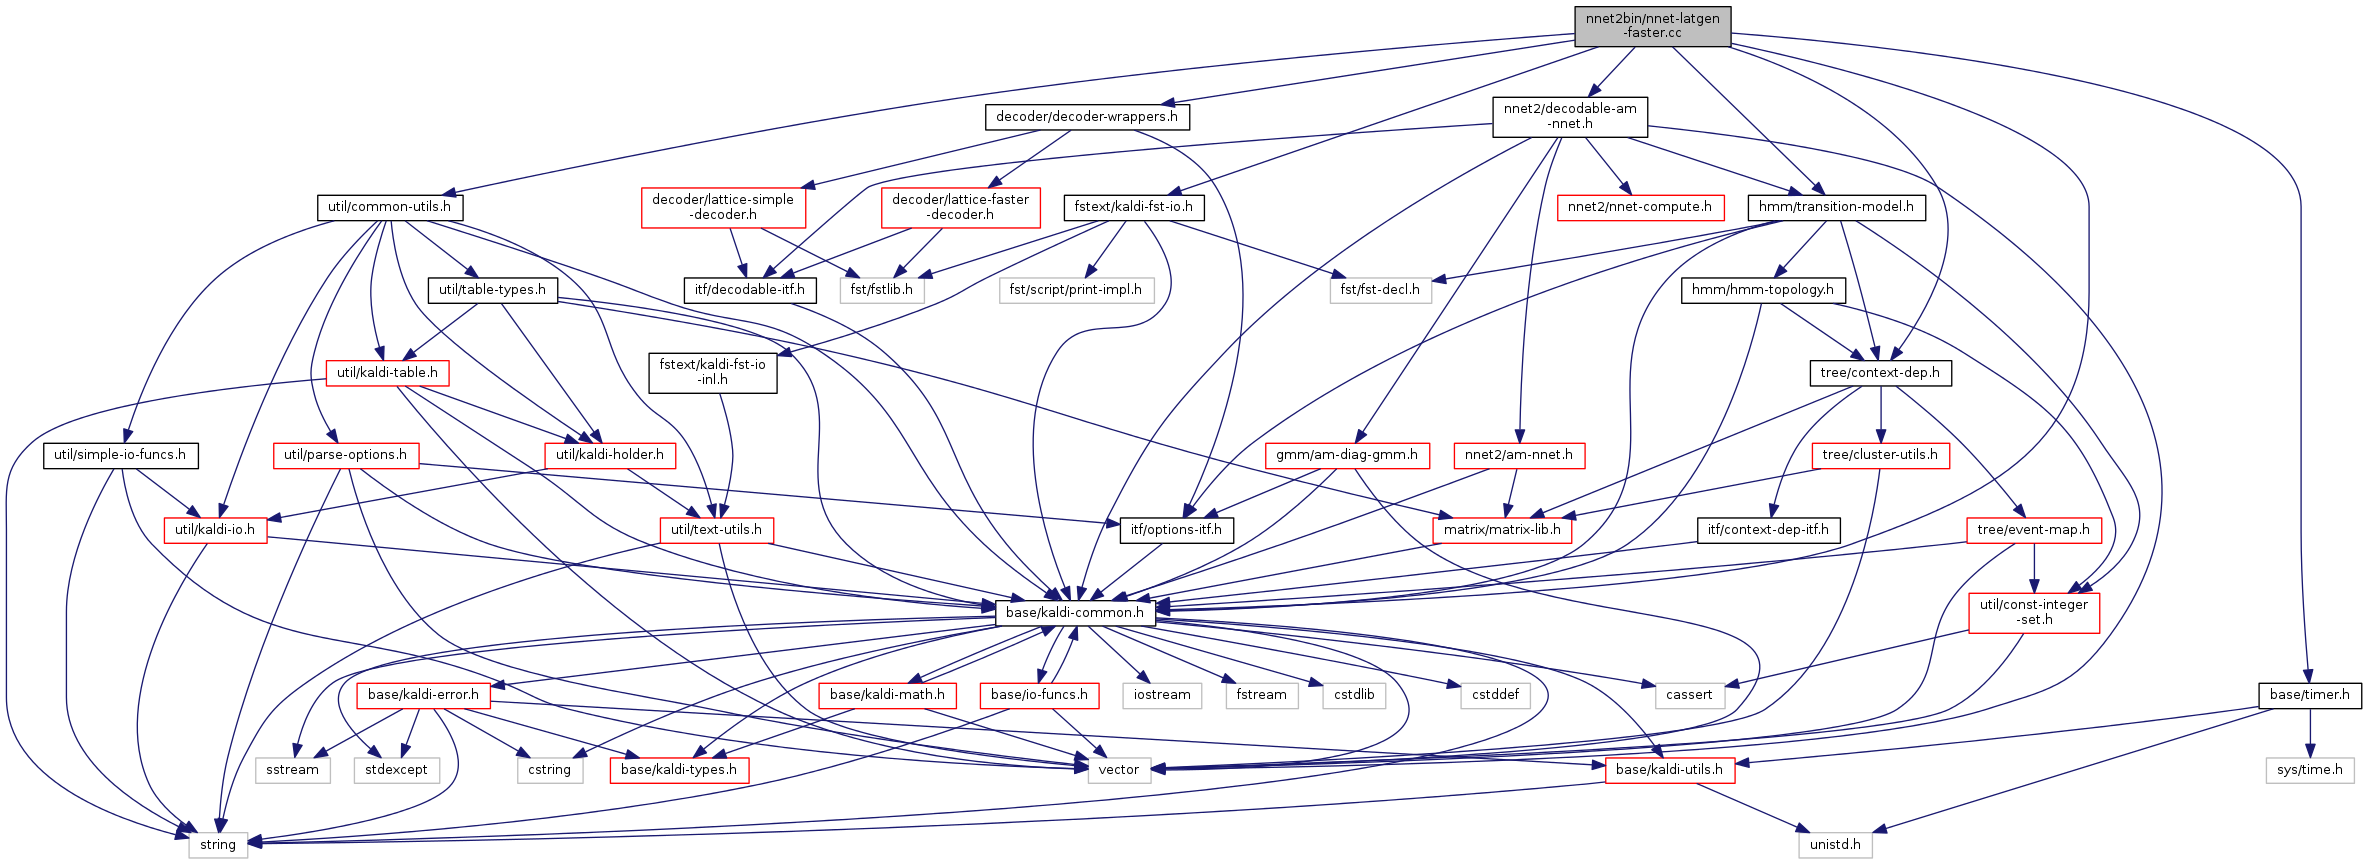 nnet2bin/nnet-latgen
-faster.cc
decoder/decoder-wrappers.h
nnet2/decodable-am
-nnet.h
util/common-utils.h
decoder/lattice-simple
-decoder.h
decoder/lattice-faster
-decoder.h
fstext/kaldi-fst-io.h
nnet2/nnet-compute.h
hmm/transition-model.h
util/table-types.h
itf/decodable-itf.h
fst/fstlib.h
fst/script/print-impl.h
fst/fst-decl.h
hmm/hmm-topology.h
util/kaldi-table.h
fstext/kaldi-fst-io
-inl.h
tree/context-dep.h
util/simple-io-funcs.h
util/parse-options.h
util/kaldi-holder.h
gmm/am-diag-gmm.h
nnet2/am-nnet.h
tree/cluster-utils.h
util/kaldi-io.h
util/text-utils.h
itf/options-itf.h
matrix/matrix-lib.h
itf/context-dep-itf.h
tree/event-map.h
base/kaldi-common.h
util/const-integer
-set.h
base/kaldi-error.h
base/kaldi-math.h
base/io-funcs.h
iostream
fstream
cstdlib
cstddef
cassert
base/timer.h
sstream
stdexcept
cstring
base/kaldi-types.h
vector
base/kaldi-utils.h
sys/time.h
string
unistd.h